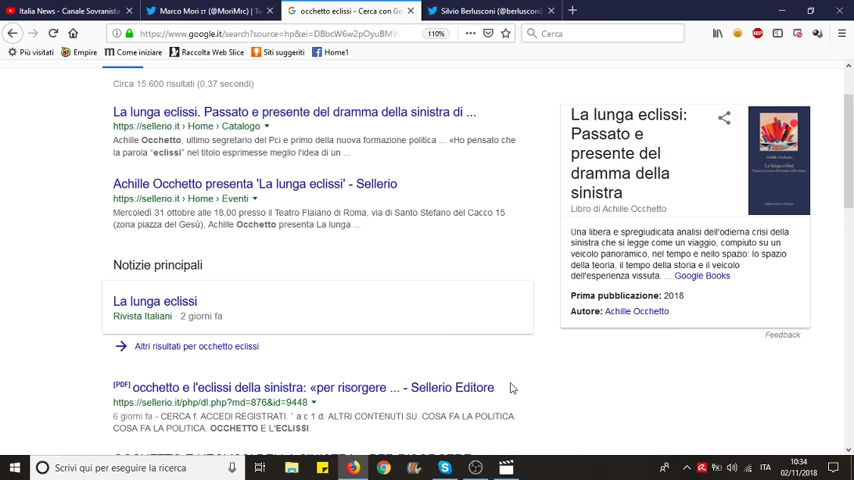 Italia News - Canale Sovranista
Marco Mori IT (@MoriMrc) | Tw
occhetto eclissi - Cerca con Go
Silvio Berlusconi (@berlusconi)
https://www.google.it/search?source=hp&ei=
110%
Cerca
Più visitati
Empire
Come iniziare
Raccolta Web Slice
Siti suggeriti
Home1
Circa 15.600 risultati (0,37 secondi)
La lunga eclissi. Passato e presente del dramma della sinistra di ...
https://sellerio.it › Home › Catalogo
Achille Occhetto, ultimo segretario del Pci e primo della nuova formazione politica ... «Ho pensato che
la parola "eclissi" nel titolo esprimesse meglio l'idea di un ...
Achille Occhetto presenta 'La lunga eclissi' - Sellerio
https://sellerio.it › Home › Eventi
Mercoledì 31 ottobre alle 18,00 presso il Teatro Flaiano di Roma, via di Santo Stefano del Cacco 15
(zona piazza del Gesù), Achille Occhetto presenta La lunga ...
Notizie principali
La lunga eclissi
Rivista Italiani · 2 giorni fa
Altri risultati per occhetto eclissi
[PDF] occhetto e l'eclissi della sinistra: «per risorgere ... - Sellerio Editore
https://sellerio.it/php/dl.php?md=876&id=9448
6 giorni fa - CERCA f. ACCEDI REGISTRATI. ' a c 1 d. ALTRI CONTENUTI SU. COSA FA LA POLITICA.
COSA FA LA POLITICA. OCCHETTO E L'ECLISSI.
La lunga eclissi:
Passato e
presente del
dramma della
sinistra
Libro di Achille Occhetto
Una libera e spregiudicata analisi dell'odierna crisi della
sinistra che si legge come un viaggio, compiuto su un
veicolo panoramico, nel tempo e nello spazio: lo spazio
della teoria, il tempo della storia e il veicolo
dell'esperienza vissuta. ... Google Books
Prima pubblicazione: 2018
Autore: Achille Occhetto
Feedback
Scrivi qui per eseguire la ricerca
ITA
10:34
02/11/2018